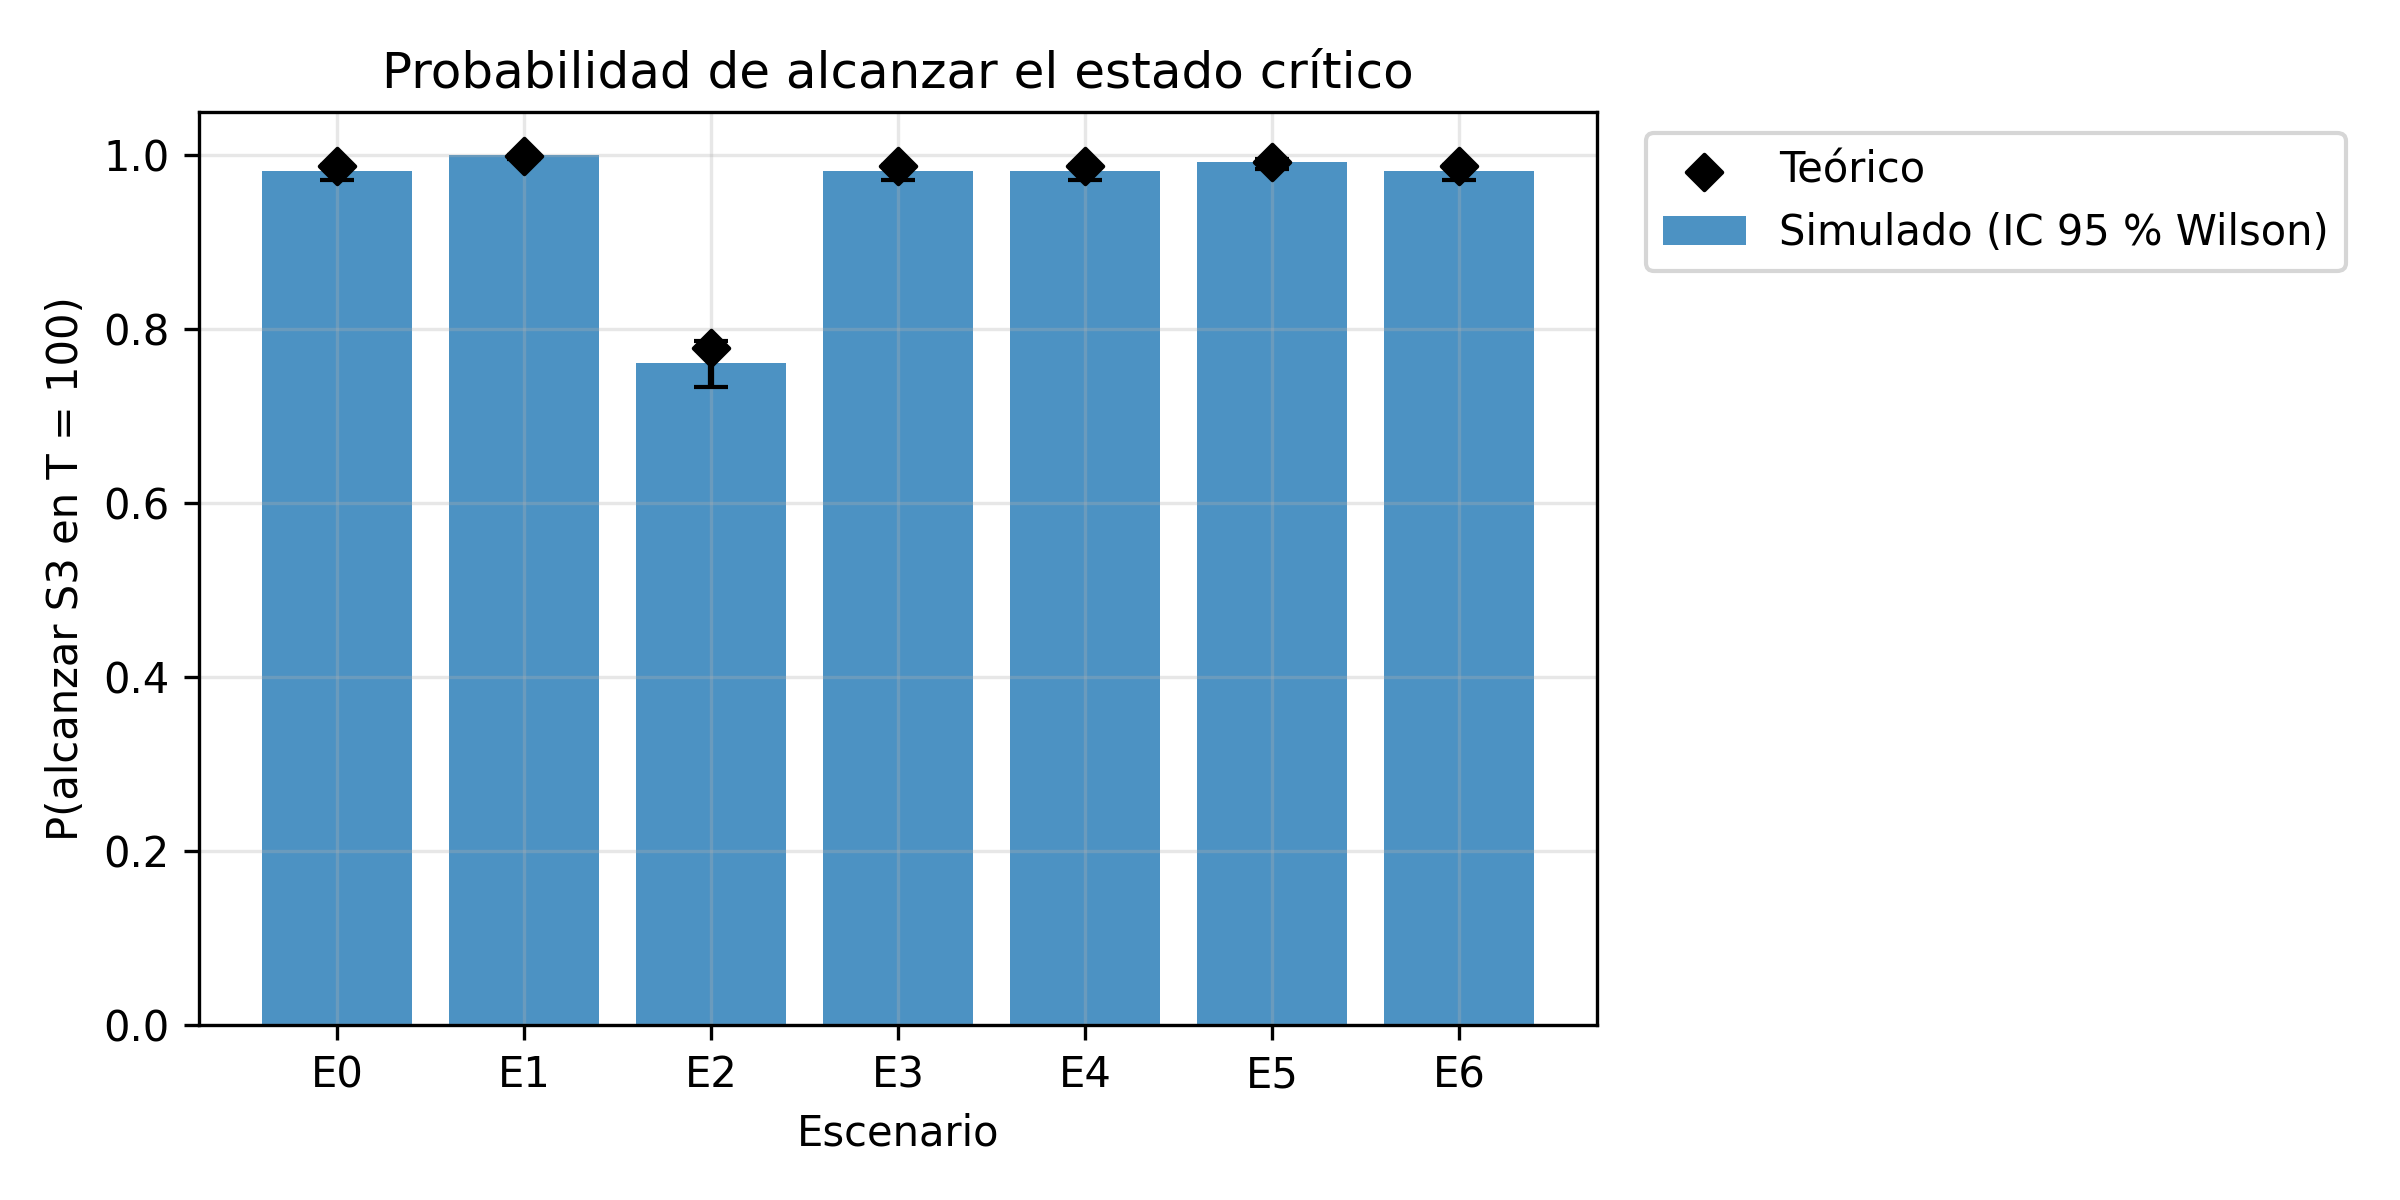 Probabilidad de alcanzar el estado crítico
P(alcanzar S3 en T = 100)
1.0
0.8
0.6
0.4
0.2
0.0
E0 E1 E2 E3 E4 E5 E6
Escenario
Teórico
Simulado (IC 95 % Wilson)